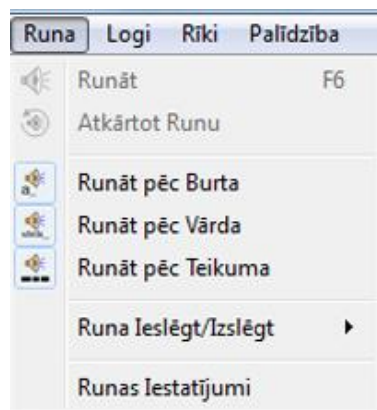 Runa Logi Rīki Palīdzība
Runāt F6
Atkārtot Runu
a_ Runāt pēc Burta
Runāt pēc Vārda
Runāt pēc Teikuma
Runa Ieslēgt/Izslēgt
Runas Iestatījumi